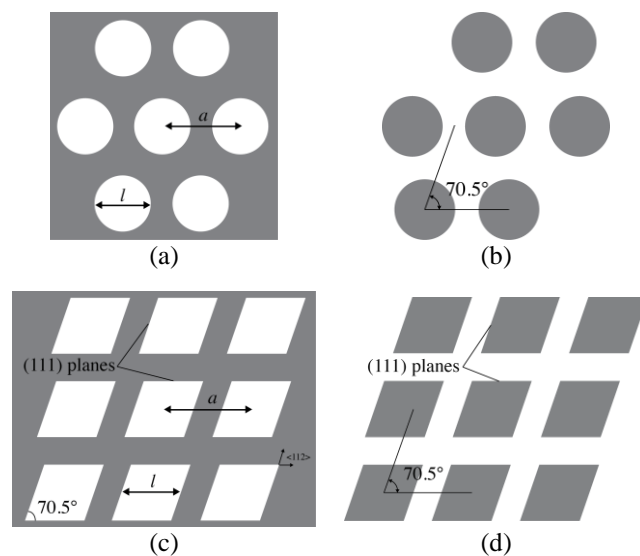 a
l
(a)
70.5°
(b)
(111) planes
a
<112>
l
70.5°
(c)
(111) planes
70.5°
(d)